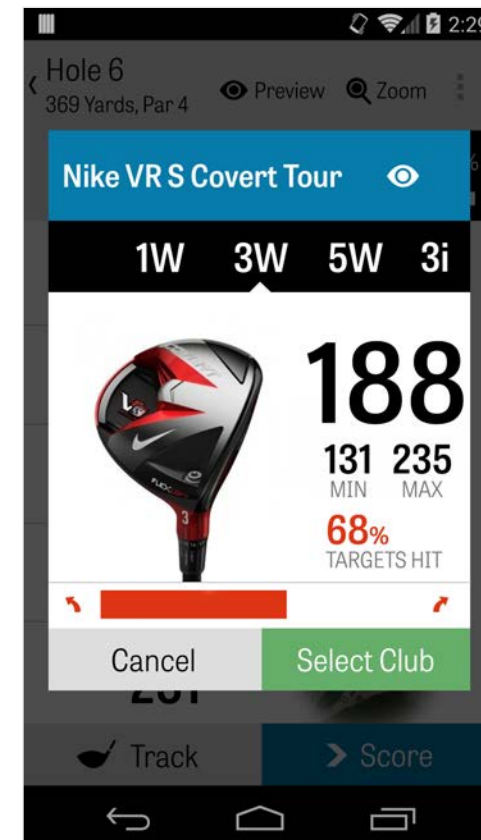 2:29
Hole 6
369 Yards, Par 4
Preview
Zoom
Nike VR S Covert Tour
1W 3W 5W 3i
188
131 235
MIN MAX
68%
TARGETS HIT
3
Cancel
Select Club
Track
Score